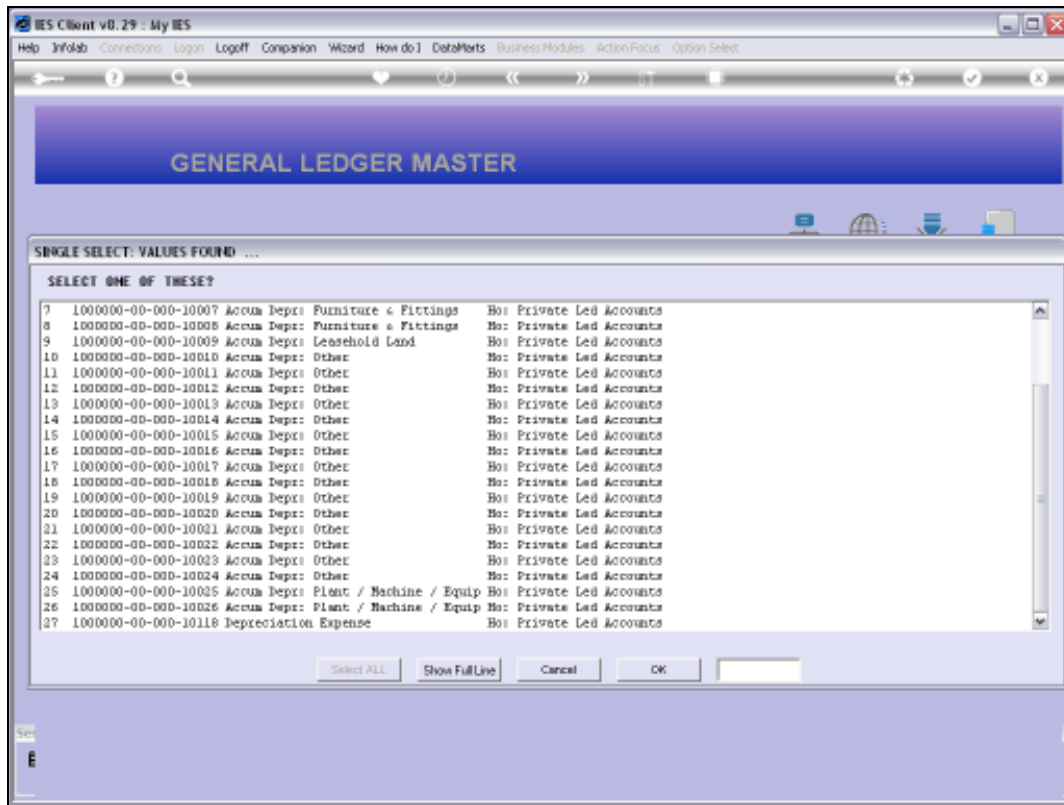 IES Client v8.29 : My IES
Help Infolab Connections Logon Logoff Companion Wizard How do I DataMarts Business Modules Action Focus Option Select
GENERAL LEDGER MASTER
SINGLE SELECT: VALUES FOUND ...
SELECT ONE OF THESE?
7 1000000-00-000-10007 Accum Depr: Furniture & Fittings Ho: Private Led Accounts
8 1000000-00-000-10008 Accum Depr: Furniture & Fittings Ho: Private Led Accounts
9 1000000-00-000-10009 Accum Depr: Leasehold Land Ho: Private Led Accounts
10 1000000-00-000-10010 Accum Depr: Other Ho: Private Led Accounts
11 1000000-00-000-10011 Accum Depr: Other Ho: Private Led Accounts
12 1000000-00-000-10012 Accum Depr: Other Ho: Private Led Accounts
13 1000000-00-000-10013 Accum Depr: Other Ho: Private Led Accounts
14 1000000-00-000-10014 Accum Depr: Other Ho: Private Led Accounts
15 1000000-00-000-10015 Accum Depr: Other Ho: Private Led Accounts
16 1000000-00-000-10016 Accum Depr: Other Ho: Private Led Accounts
17 1000000-00-000-10017 Accum Depr: Other Ho: Private Led Accounts
18 1000000-00-000-10018 Accum Depr: Other Ho: Private Led Accounts
19 1000000-00-000-10019 Accum Depr: Other Ho: Private Led Accounts
20 1000000-00-000-10020 Accum Depr: Other Ho: Private Led Accounts
21 1000000-00-000-10021 Accum Depr: Other Ho: Private Led Accounts
22 1000000-00-000-10022 Accum Depr: Other Ho: Private Led Accounts
23 1000000-00-000-10023 Accum Depr: Other Ho: Private Led Accounts
24 1000000-00-000-10024 Accum Depr: Other Ho: Private Led Accounts
25 1000000-00-000-10025 Accum Depr: Plant / Machine / Equip Ho: Private Led Accounts
26 1000000-00-000-10026 Accum Depr: Plant / Machine / Equip Ho: Private Led Accounts
27 1000000-00-000-10118 Depreciation Expense Ho: Private Led Accounts
Select ALL Show Full Line Cancel OK